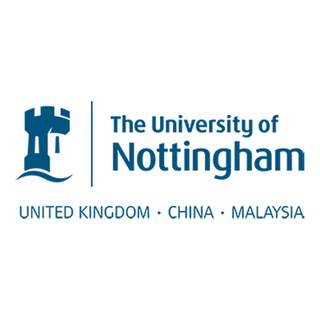 The University of
Nottingham
UNITED KINGDOM · CHINA · MALAYSIA